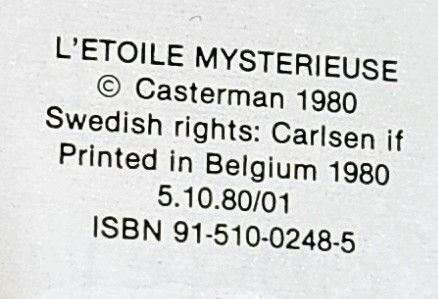 L'ETOILE MYSTERIEUSE
© Casterman 1980
Swedish rights: Carlsen if
Printed in Belgium 1980
5.10.80/01
ISBN 91-510-0248-5